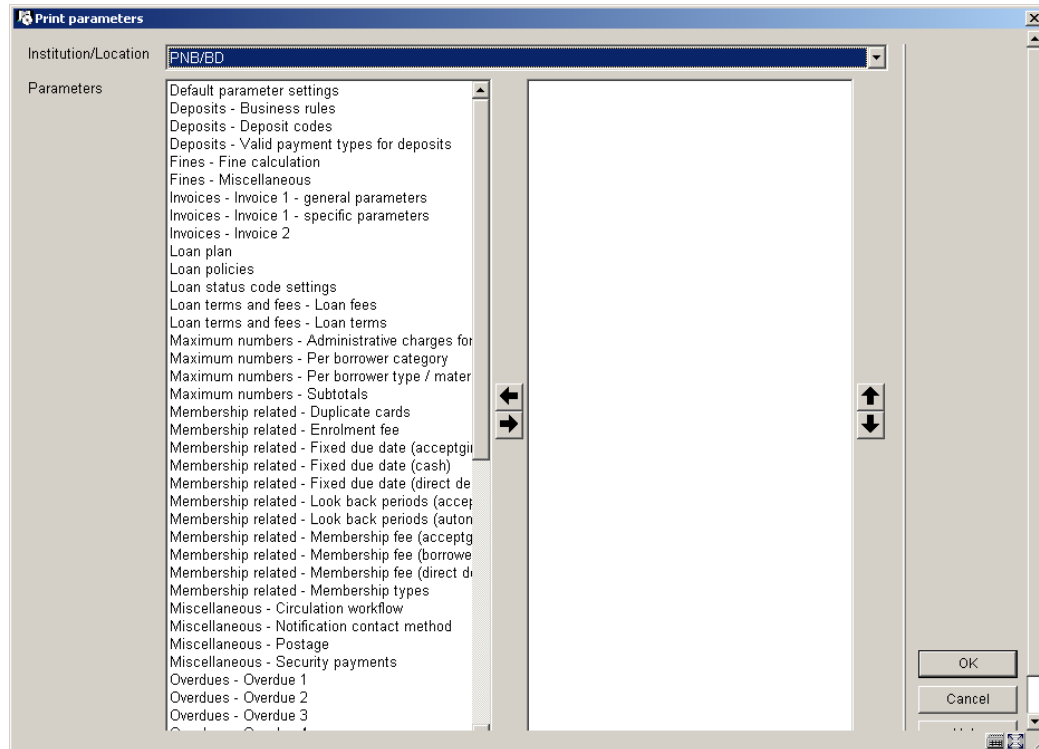 Print parameters
Institution/Location
PNB/BD
Parameters
Default parameter settings
Deposits - Business rules
Deposits - Deposit codes
Deposits - Valid payment types for deposits
Fines - Fine calculation
Fines - Miscellaneous
Invoices - Invoice 1 - general parameters
Invoices - Invoice 1 - specific parameters
Invoices - Invoice 2
Loan plan
Loan policies
Loan status code settings
Loan terms and fees - Loan fees
Loan terms and fees - Loan terms
Maximum numbers - Administrative charges for
Maximum numbers - Per borrower category
Maximum numbers - Per borrower type / mater
Maximum numbers - Subtotals
Membership related - Duplicate cards
Membership related - Enrolment fee
Membership related - Fixed due date (acceptgi
Membership related - Fixed due date (cash)
Membership related - Fixed due date (direct de
Membership related - Look back periods (accep
Membership related - Look back periods (auton
Membership related - Membership fee (acceptg
Membership related - Membership fee (borrowe
Membership related - Membership fee (direct d
Membership related - Membership types
Miscellaneous - Circulation workflow
Miscellaneous - Notification contact method
Miscellaneous - Postage
Miscellaneous - Security payments
Overdues - Overdue 1
Overdues - Overdue 2
Overdues - Overdue 3
OK
Cancel